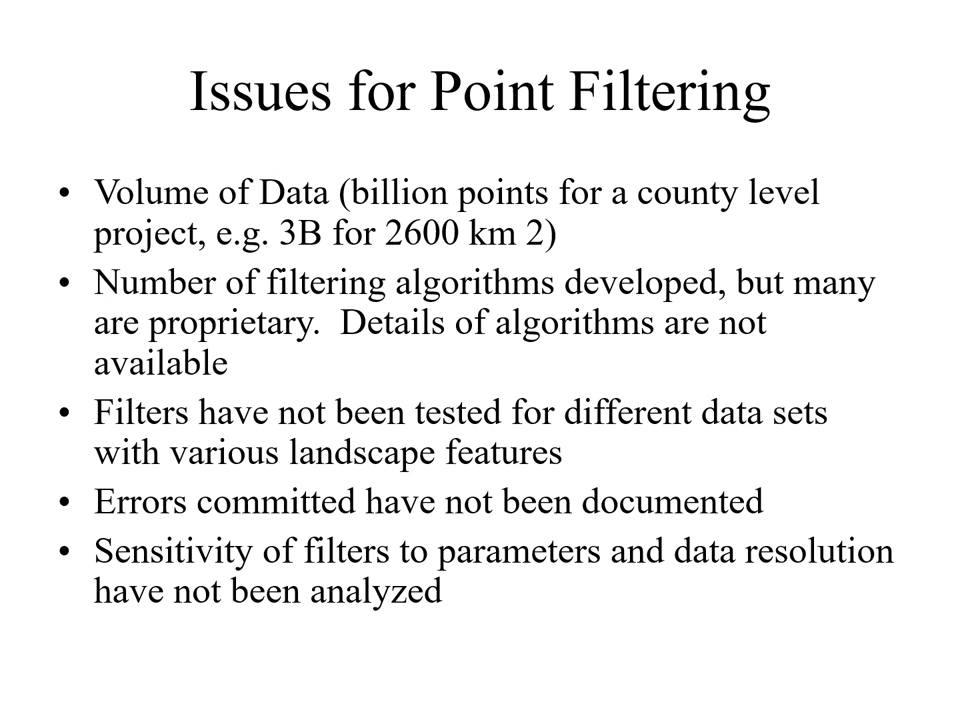 Issues for Point Filtering
• Volume of Data (billion points for a county level
project, e.g. 3B for 2600 km 2)
• Number of filtering algorithms developed, but many
are proprietary.  Details of algorithms are not
available
• Filters have not been tested for different data sets
with various landscape features
• Errors committed have not been documented
• Sensitivity of filters to parameters and data resolution
have not been analyzed